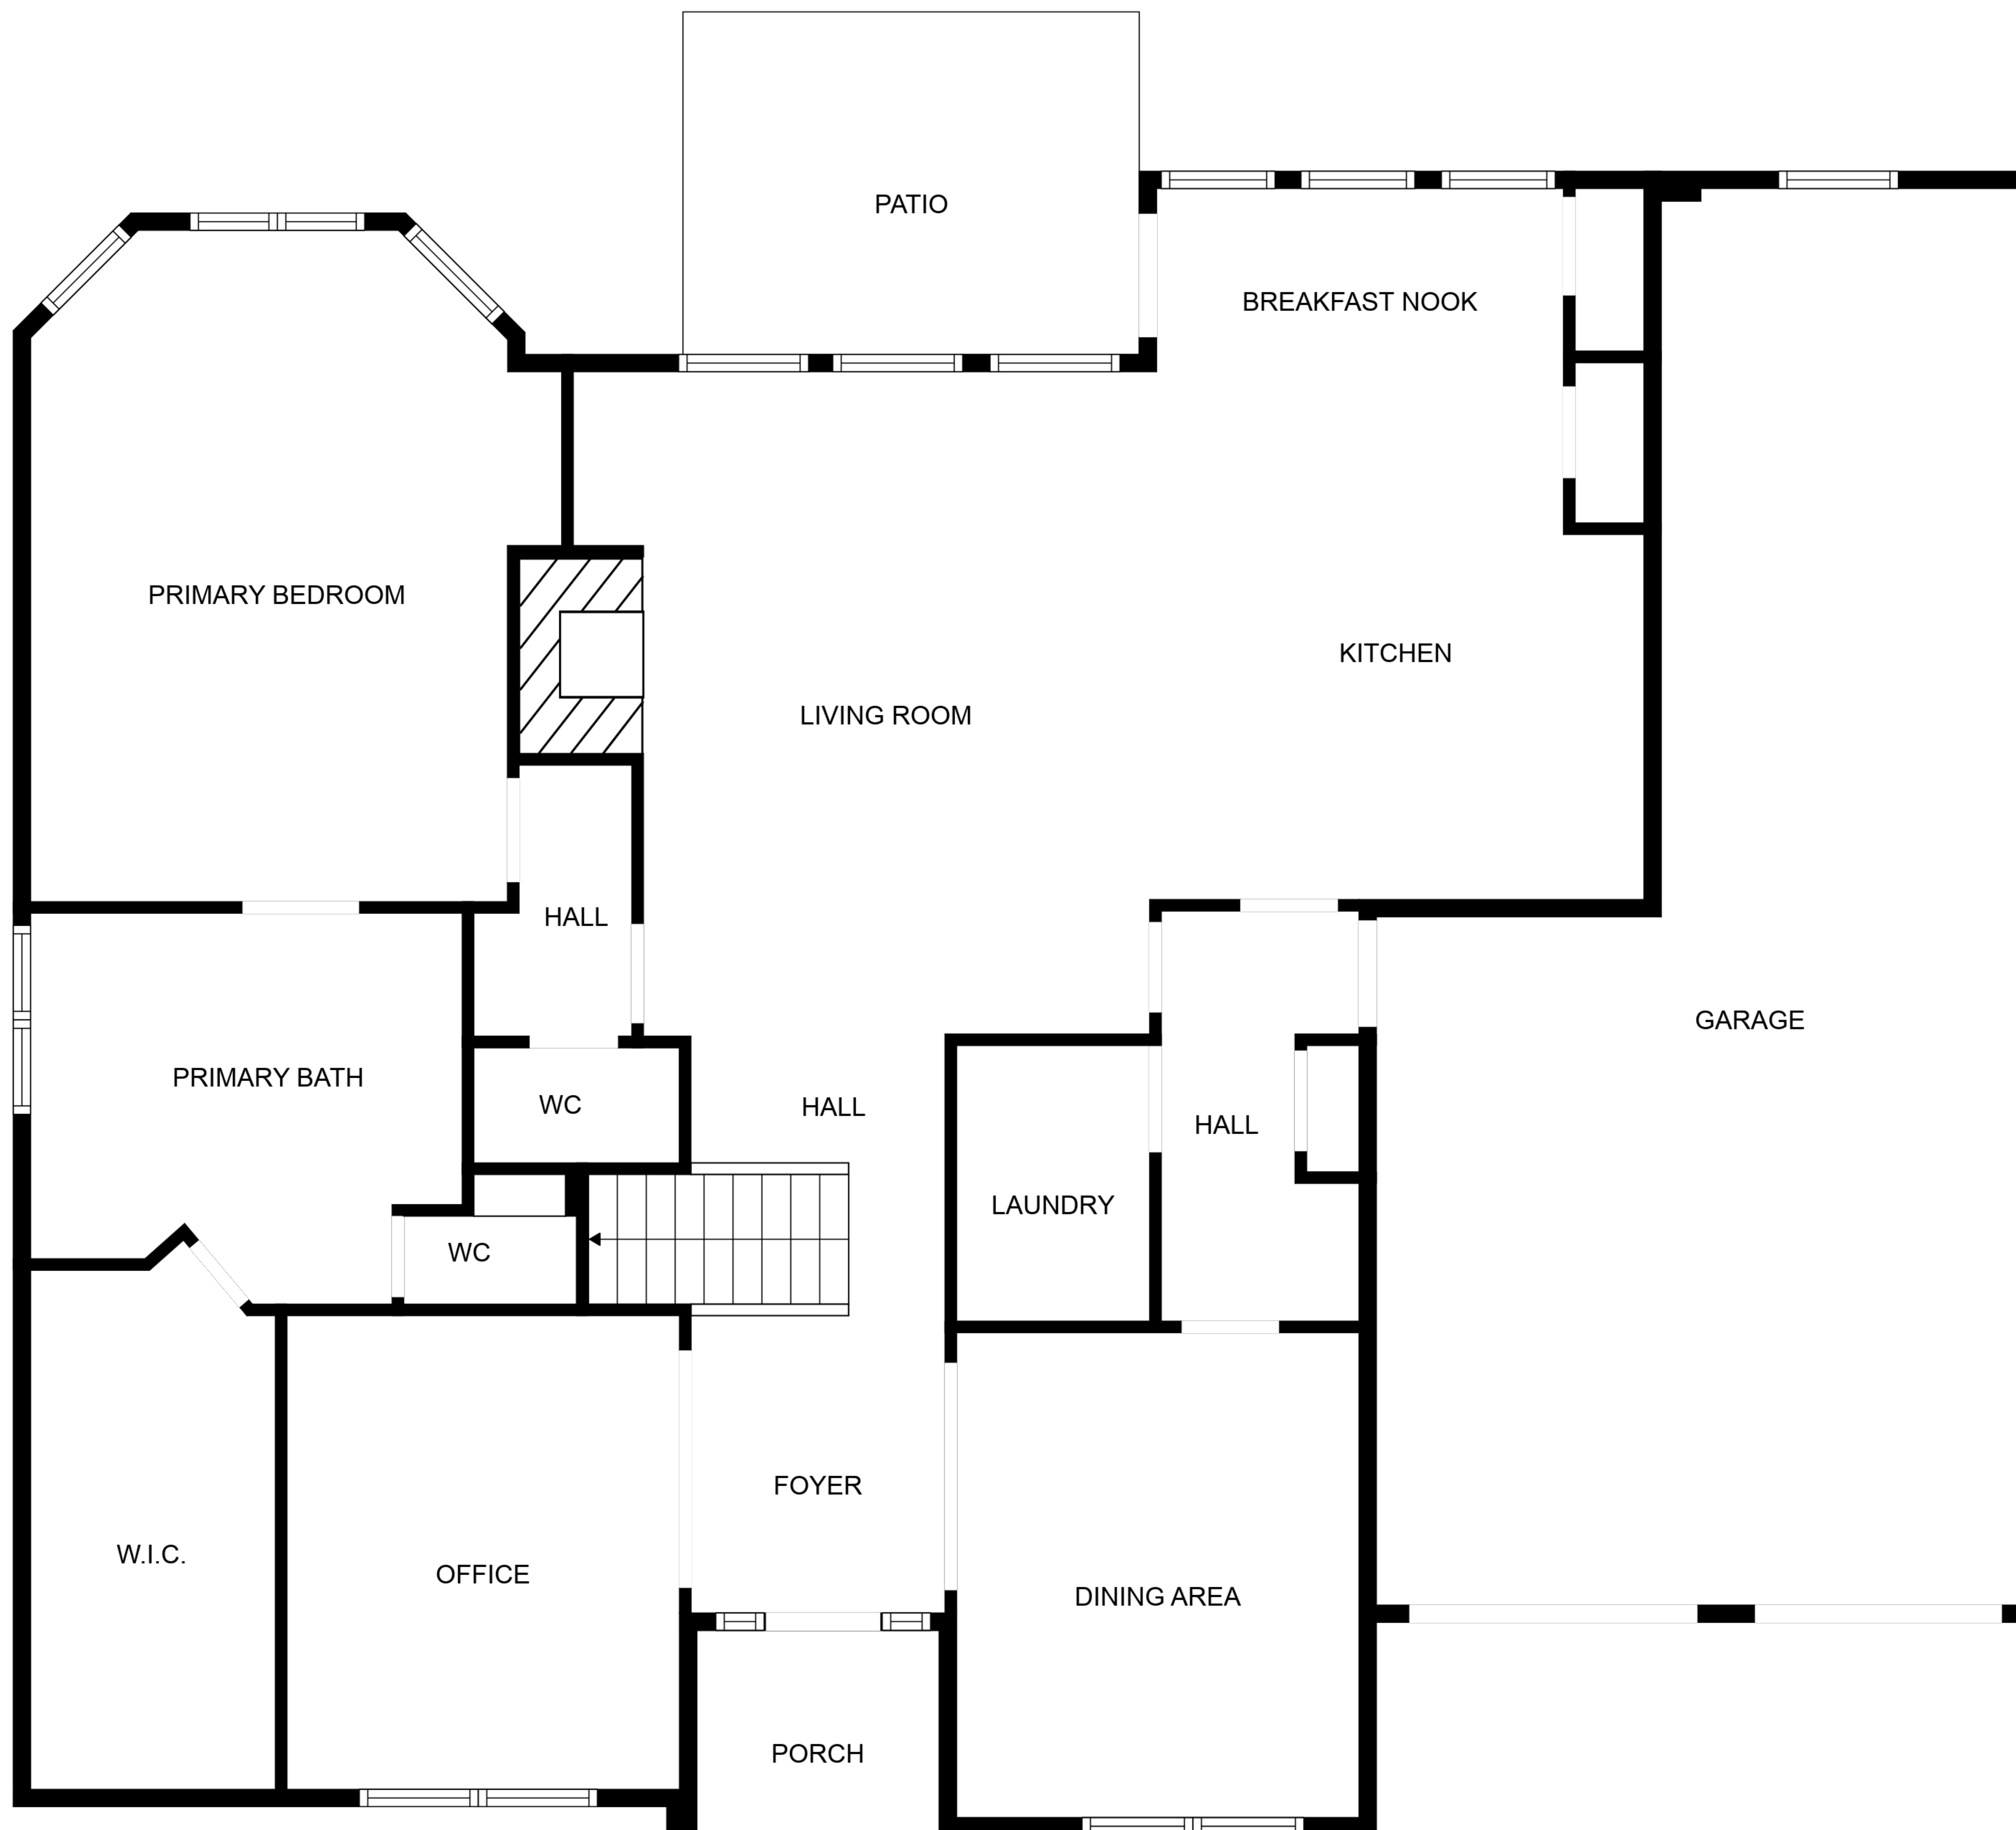 PATIO
BREAKFAST NOOK
PRIMARY BEDROOM
KITCHEN
LIVING ROOM
HALL
GARAGE
PRIMARY BATH
WC
HALL
HALL
LAUNDRY
WC
FOYER
W.I.C.
OFFICE
DINING AREA
PORCH